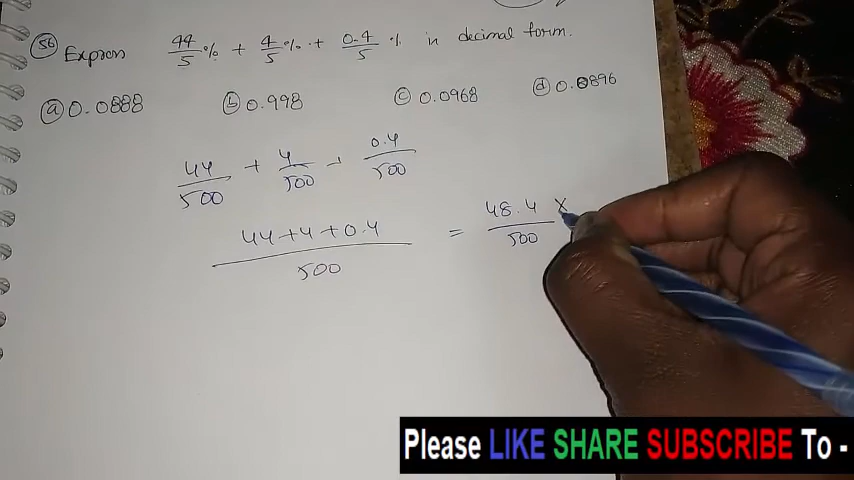 56 Express 44/5 % + 4/5 % + 0.4/5 % in decimal form.
a 0.0888 b 0.998 c 0.0968 d 0.0896
44/500 + 4/500 + 0.4/500
44+4+0.4/500 = 48.4/500 ×
Please LIKE SHARE SUBSCRIBE To -